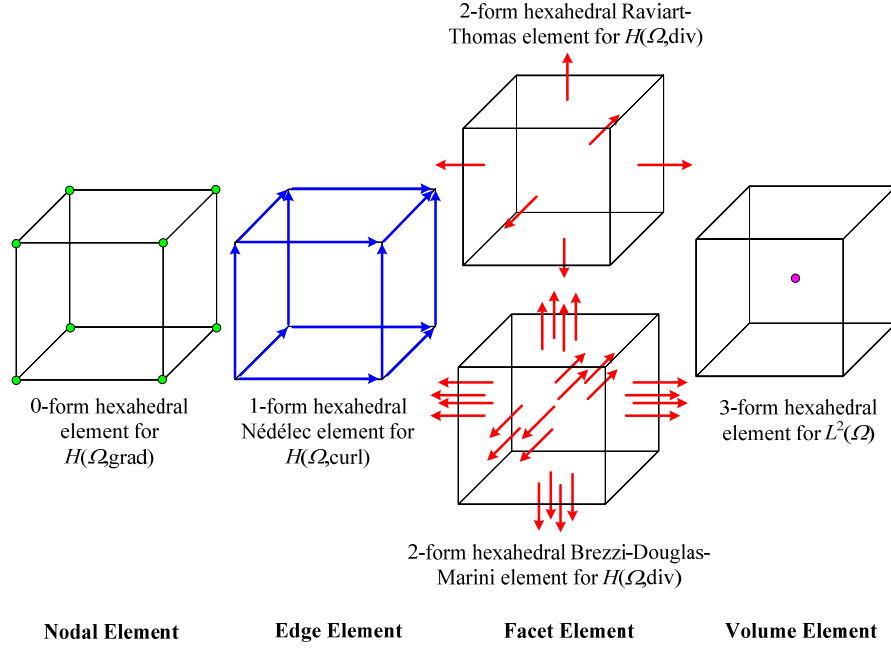 2-form hexahedral Raviart-
Thomas element for H(Ω,div)
0-form hexahedral
element for
H(Ω,grad)
1-form hexahedral
Nédélec element for
H(Ω,curl)
3-form hexahedral
element for L²(Ω)
2-form hexahedral Brezzi-Douglas-
Marini element for H(Ω,div)
Nodal Element
Edge Element
Facet Element
Volume Element